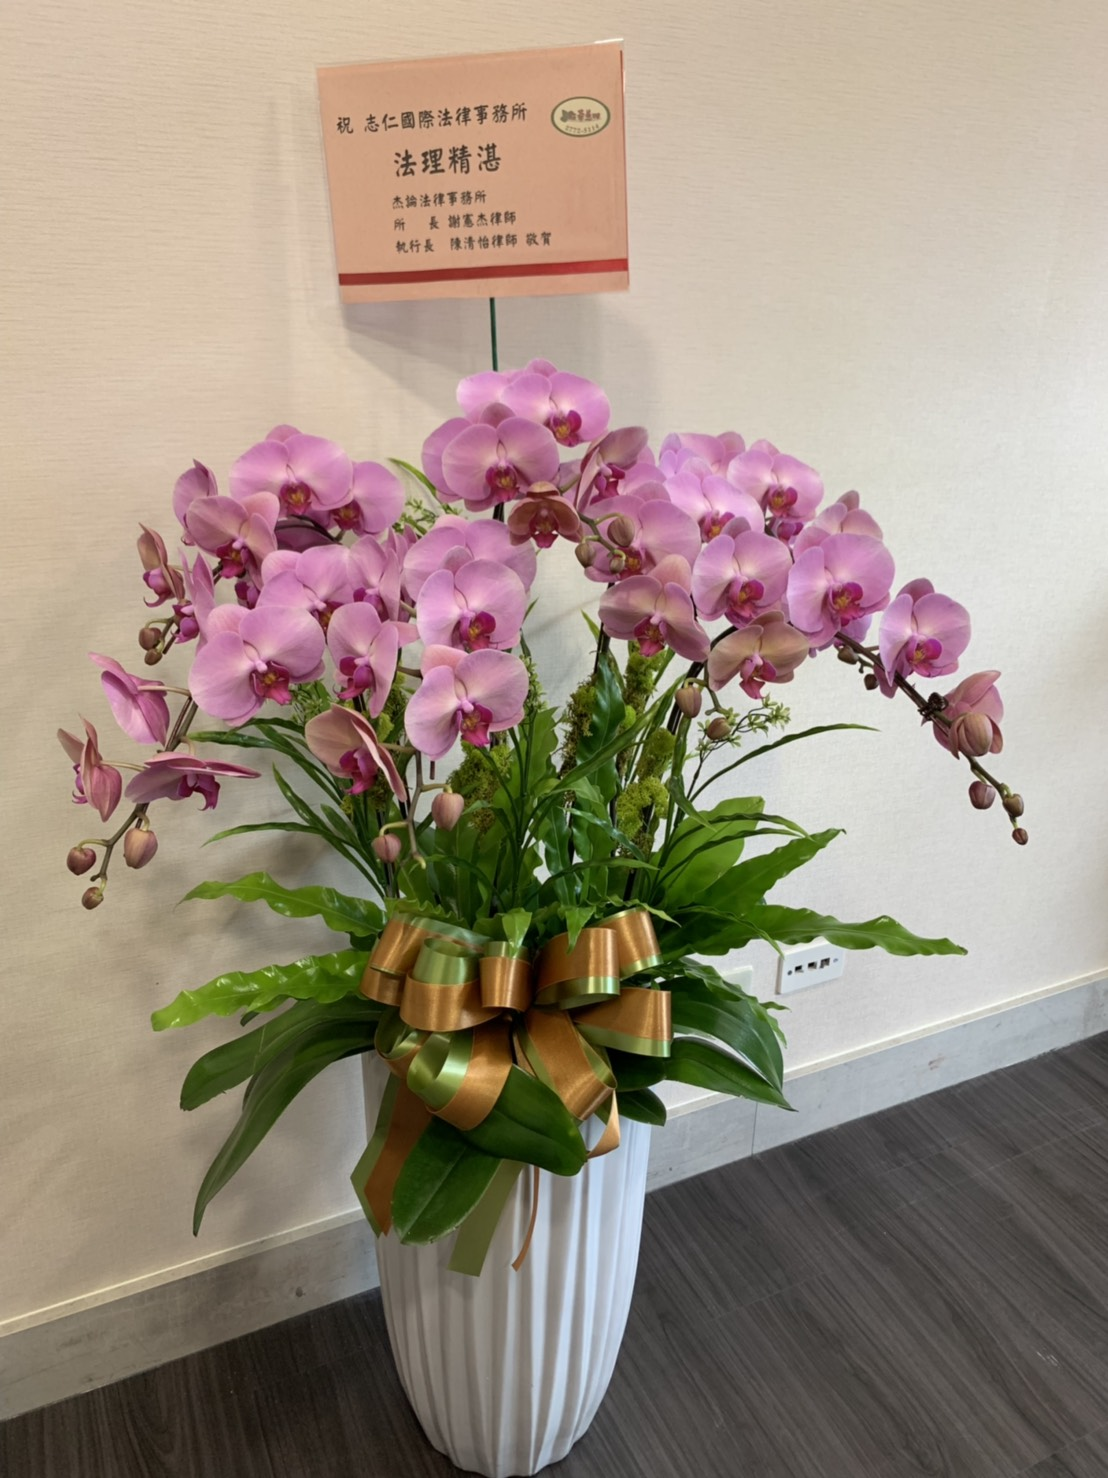 祝 志仁國際法律事務所
法理精湛
杰論法律事務所
所 長 謝憲杰律師
執行長 陳清怡律師 敬賀